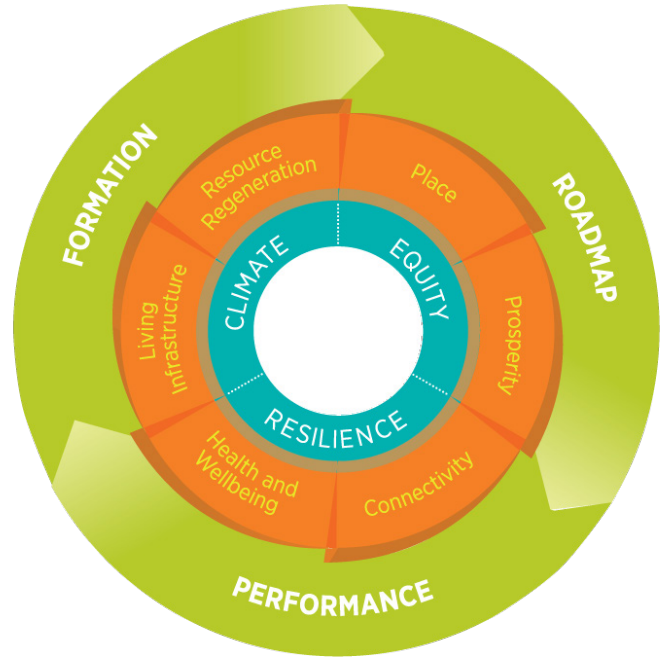 FORMATION
ROADMAP
PERFORMANCE
Resource
Regeneration
Place
Prosperity
Connectivity
Health and
Wellbeing
Living
Infrastructure
CLIMATE
EQUITY
RESILIENCE